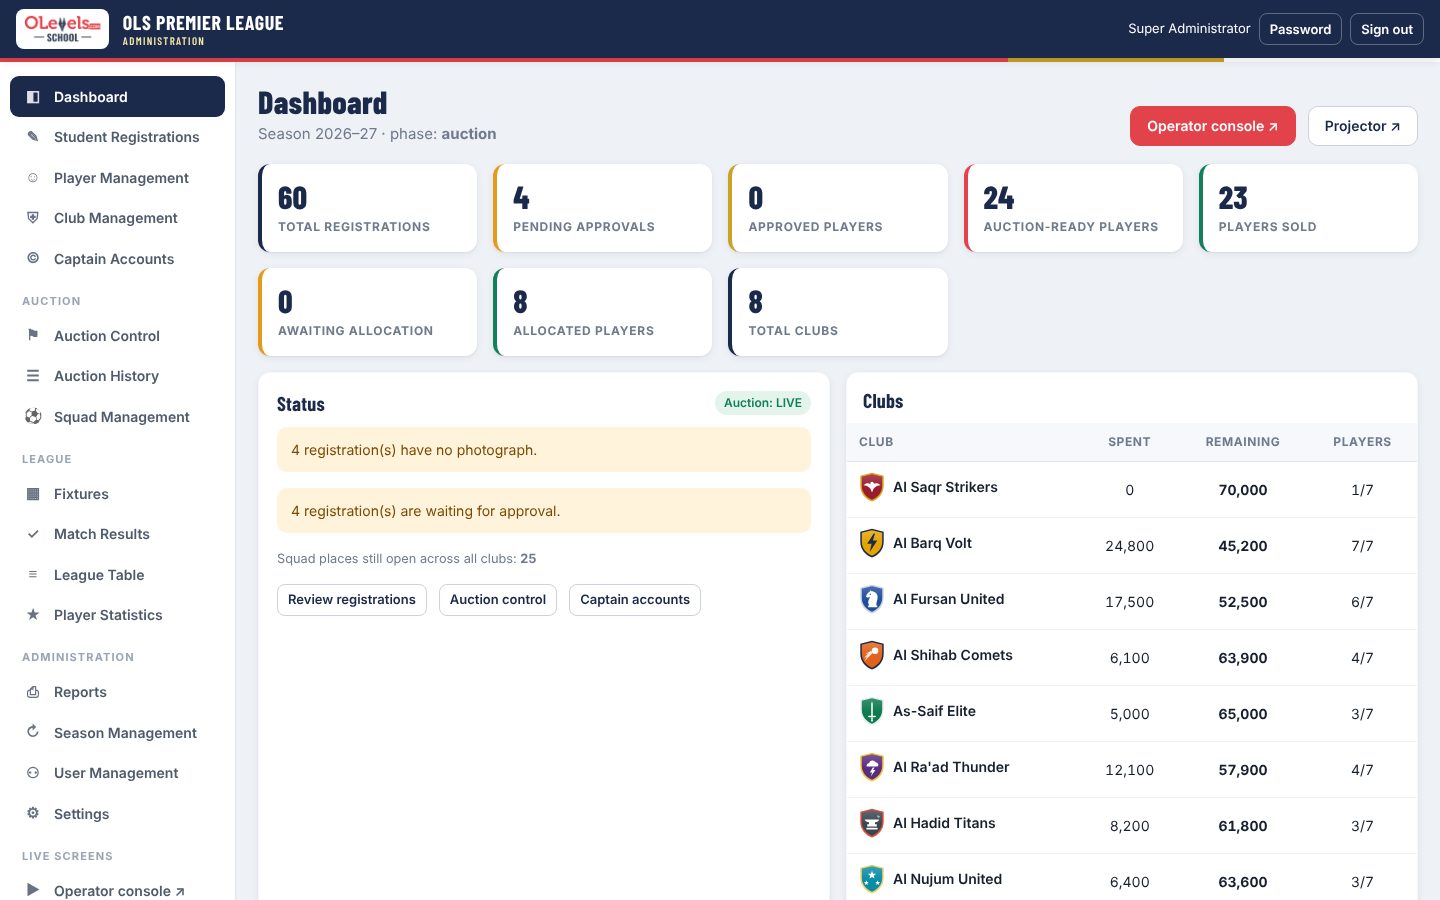 OLevels.com
SCHOOL
OLS PREMIER LEAGUE
ADMINISTRATION
Super Administrator
Password
Sign out
Dashboard
Student Registrations
Player Management
Club Management
Captain Accounts
AUCTION
Auction Control
Auction History
Squad Management
LEAGUE
Fixtures
Match Results
League Table
Player Statistics
ADMINISTRATION
Reports
Season Management
User Management
Settings
LIVE SCREENS
Operator console ↗
Dashboard
Season 2026–27 · phase: auction
Operator console ↗
Projector ↗
60
TOTAL REGISTRATIONS
4
PENDING APPROVALS
0
APPROVED PLAYERS
24
AUCTION-READY PLAYERS
23
PLAYERS SOLD
0
AWAITING ALLOCATION
8
ALLOCATED PLAYERS
8
TOTAL CLUBS
Status
Auction: LIVE
4 registration(s) have no photograph.
4 registration(s) are waiting for approval.
Squad places still open across all clubs: 25
Review registrations
Auction control
Captain accounts
Clubs
CLUB SPENT REMAINING PLAYERS
Al Saqr Strikers 0 70,000 1/7
Al Barq Volt 24,800 45,200 7/7
Al Fursan United 17,500 52,500 6/7
Al Shihab Comets 6,100 63,900 4/7
As-Saif Elite 5,000 65,000 3/7
Al Ra'ad Thunder 12,100 57,900 4/7
Al Hadid Titans 8,200 61,800 3/7
Al Nujum United 6,400 63,600 3/7